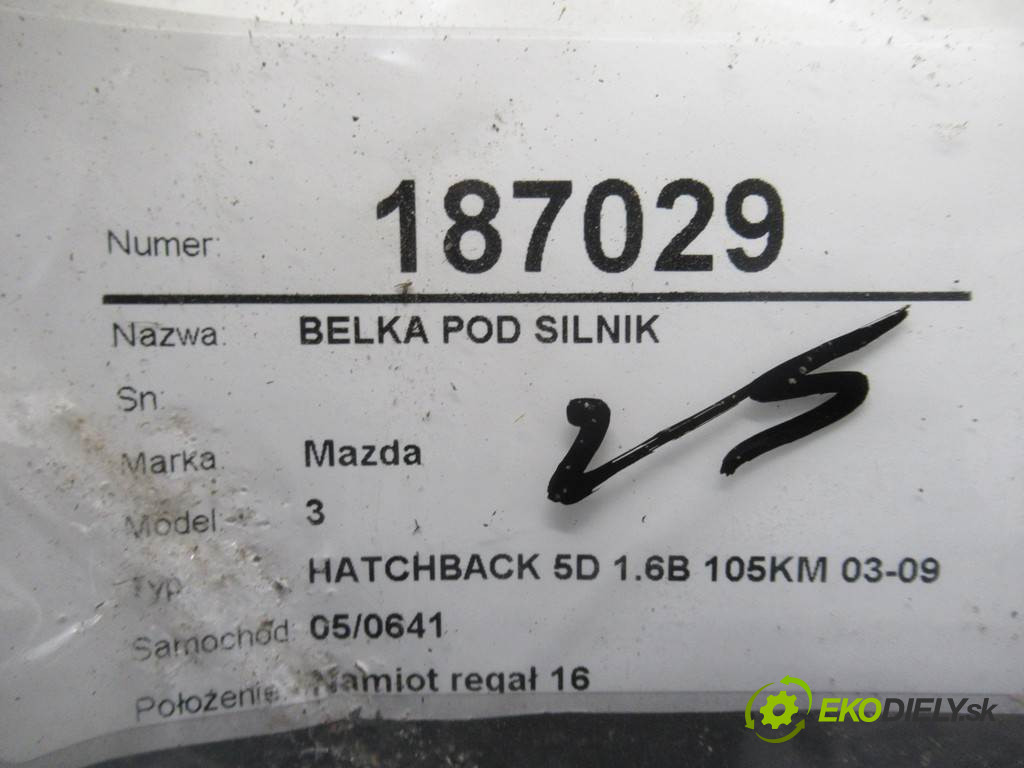 Numer: 187029
Nazwa: BELKA POD SILNIK
Sn:
Marka: Mazda
Model: 3
Typ: HATCHBACK 5D 1.6B 105KM 03-09
Samochód: 05/0641
Położenie: Namiot regał 16
25
EKODIELY.sk